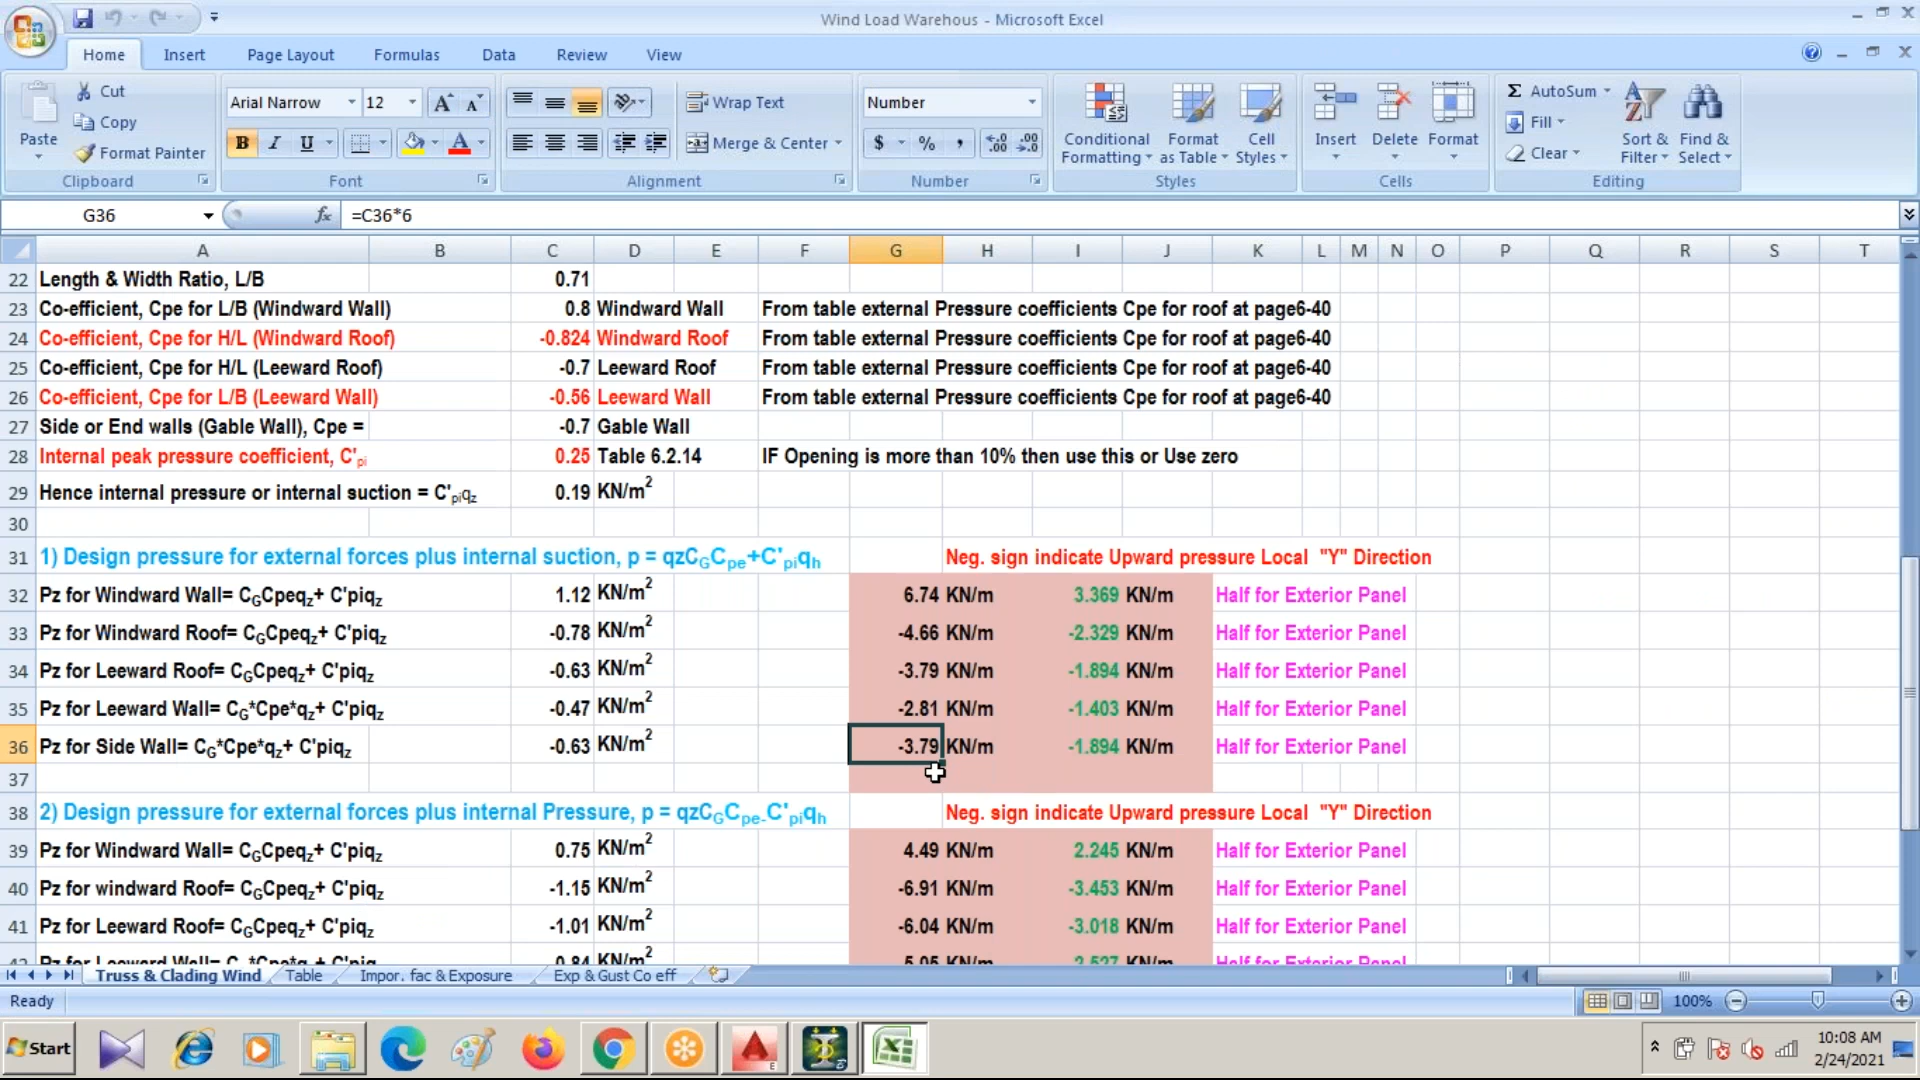 Wind Load Warehous - Microsoft Excel
Home Insert Page Layout Formulas Data Review View
Paste Cut Copy Format Painter Clipboard
Arial Narrow 12 A A B I U A Font
Wrap Text Merge & Center Alignment
Number $ % , .00 .00 Number
Conditional Formatting Format as Table Cell Styles Styles
Insert Delete Format Cells
Σ AutoSum Fill Clear Sort & Filter Find & Select Editing
G36 fx =C36*6
A B C D E F G H I J K L M N O P Q R S T
22 Length & Width Ratio, L/B 0.71
23 Co-efficient, Cpe for L/B (Windward Wall) 0.8 Windward Wall From table external Pressure coefficients Cpe for roof at page6-40
24 Co-efficient, Cpe for H/L (Windward Roof) -0.824 Windward Roof From table external Pressure coefficients Cpe for roof at page6-40
25 Co-efficient, Cpe for H/L (Leeward Roof) -0.7 Leeward Roof From table external Pressure coefficients Cpe for roof at page6-40
26 Co-efficient, Cpe for L/B (Leeward Wall) -0.56 Leeward Wall From table external Pressure coefficients Cpe for roof at page6-40
27 Side or End walls (Gable Wall), Cpe = -0.7 Gable Wall
28 Internal peak pressure coefficient, C'pi 0.25 Table 6.2.14 IF Opening is more than 10% then use this or Use zero
29 Hence internal pressure or internal suction = C'piqz 0.19 KN/m2
30
31 1) Design pressure for external forces plus internal suction, p = qzCGCpe+C'piqh Neg. sign indicate Upward pressure Local "Y" Direction
32 Pz for Windward Wall= CGCpeqz+ C'piqz 1.12 KN/m2 6.74 KN/m 3.369 KN/m Half for Exterior Panel
33 Pz for Windward Roof= CGCpeqz+ C'piqz -0.78 KN/m2 -4.66 KN/m -2.329 KN/m Half for Exterior Panel
34 Pz for Leeward Roof= CGCpeqz+ C'piqz -0.63 KN/m2 -3.79 KN/m -1.894 KN/m Half for Exterior Panel
35 Pz for Leeward Wall= CG*Cpe*qz+ C'piqz -0.47 KN/m2 -2.81 KN/m -1.403 KN/m Half for Exterior Panel
36 Pz for Side Wall= CG*Cpe*qz+ C'piqz -0.63 KN/m2 -3.79 KN/m -1.894 KN/m Half for Exterior Panel
37
38 2) Design pressure for external forces plus internal Pressure, p = qzCGCpe-C'piqh Neg. sign indicate Upward pressure Local "Y" Direction
39 Pz for Windward Wall= CGCpeqz+ C'piqz 0.75 KN/m2 4.49 KN/m 2.245 KN/m Half for Exterior Panel
40 Pz for windward Roof= CGCpeqz+ C'piqz -1.15 KN/m2 -6.91 KN/m -3.453 KN/m Half for Exterior Panel
41 Pz for Leeward Roof= CGCpeqz+ C'piqz -1.01 KN/m2 -6.04 KN/m -3.018 KN/m Half for Exterior Panel
Truss & Clading Wind Table Impor. fac & Exposure Exp & Gust Co eff
Ready 100%
Start 10:08 AM
2/24/2021